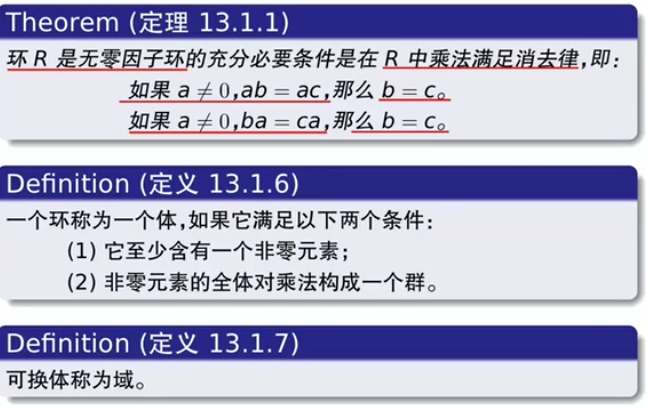 Theorem (定理 13.1.1)
环 R 是无零因子环的充分必要条件是在 R 中乘法满足消去律,即:
如果 a ≠ 0,ab = ac,那么 b = c。
如果 a ≠ 0,ba = ca,那么 b = c。
Definition (定义 13.1.6)
一个环称为一个体,如果它满足以下两个条件:
(1) 它至少含有一个非零元素;
(2) 非零元素的全体对乘法构成一个群。
Definition (定义 13.1.7)
可换体称为域。